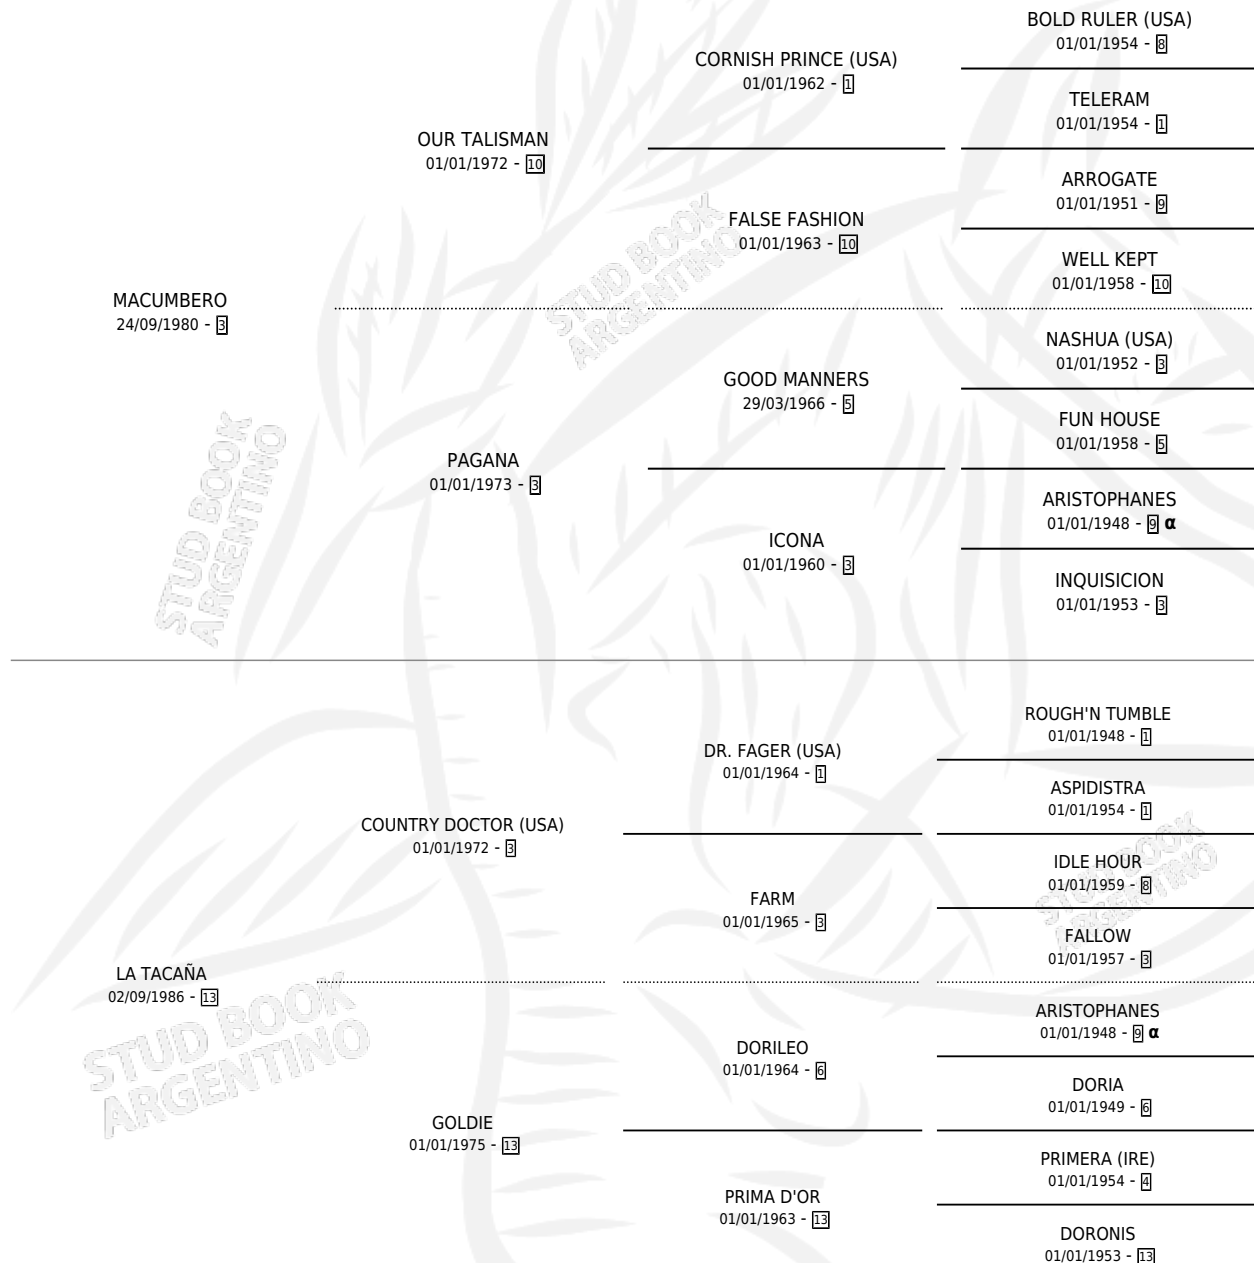 BOLD RULER (USA)
01/01/1954 - 8
CORNISH PRINCE (USA)
01/01/1962 - 1
TELERAM
01/01/1954 - 1
OUR TALISMAN
01/01/1972 - 10
ARROGATE
01/01/1951 - 9
FALSE FASHION
01/01/1963 - 10
WELL KEPT
01/01/1958 - 10
MACUMBERO
24/09/1980 - 3
NASHUA (USA)
01/01/1952 - 3
GOOD MANNERS
29/03/1966 - 5
FUN HOUSE
01/01/1958 - 5
PAGANA
01/01/1973 - 3
ARISTOPHANES
01/01/1948 - 9 α
ICONA
01/01/1960 - 3
INQUISICION
01/01/1953 - 3
ROUGH'N TUMBLE
01/01/1948 - 1
DR. FAGER (USA)
01/01/1964 - 1
ASPIDISTRA
01/01/1954 - 1
COUNTRY DOCTOR (USA)
01/01/1972 - 3
IDLE HOUR
01/01/1959 - 8
FARM
01/01/1965 - 3
FALLOW
01/01/1957 - 3
LA TACAÑA
02/09/1986 - 13
ARISTOPHANES
01/01/1948 - 9 α
DORILEO
01/01/1964 - 6
DORIA
01/01/1949 - 6
GOLDIE
01/01/1975 - 13
PRIMERA (IRE)
01/01/1954 - 4
PRIMA D'OR
01/01/1963 - 13
DORONIS
01/01/1953 - 13
STUD BOOK
ARGENTINO
STUD BOOK
ARGENTINO
STUD BOOK
ARGENTINO
STUD BOOK
ARGENTINO